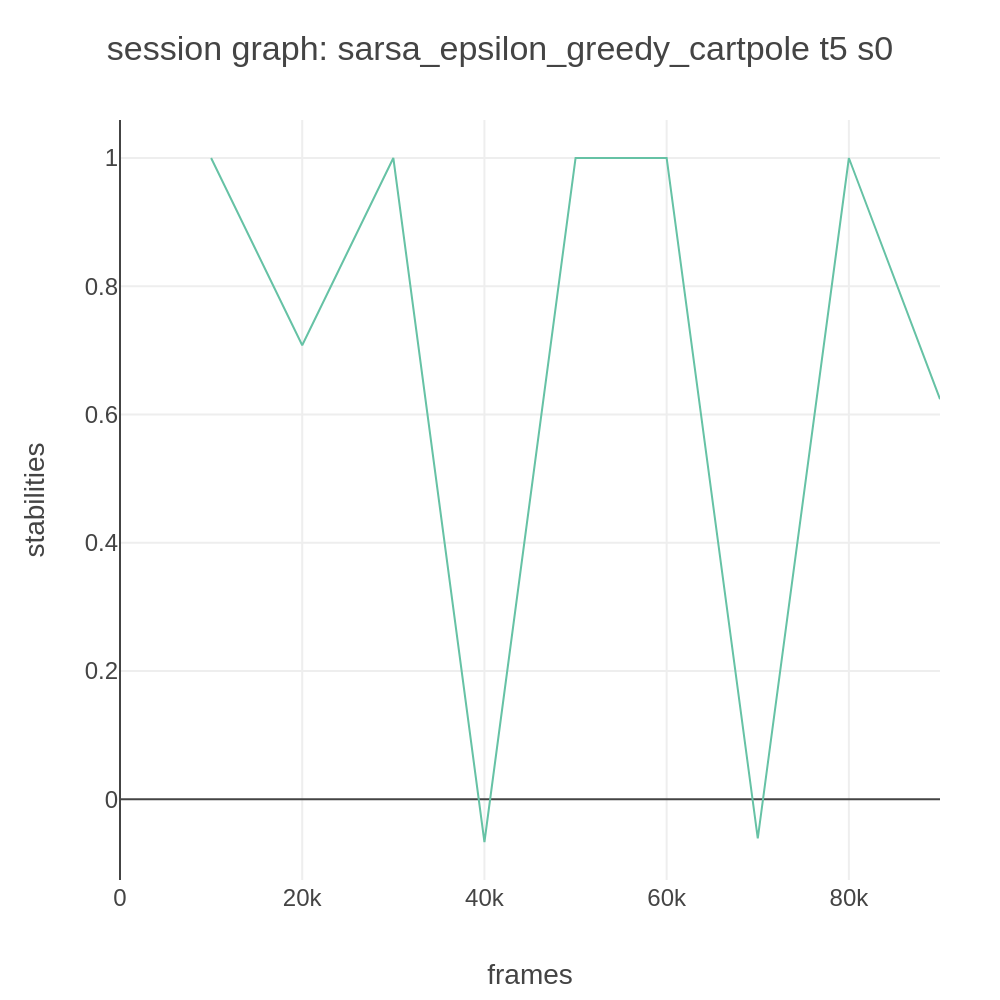 session graph: sarsa_epsilon_greedy_cartpole t5 s0
1
0.8
0.6
0.4
0.2
0
stabilities
0
20k
40k
60k
80k
frames